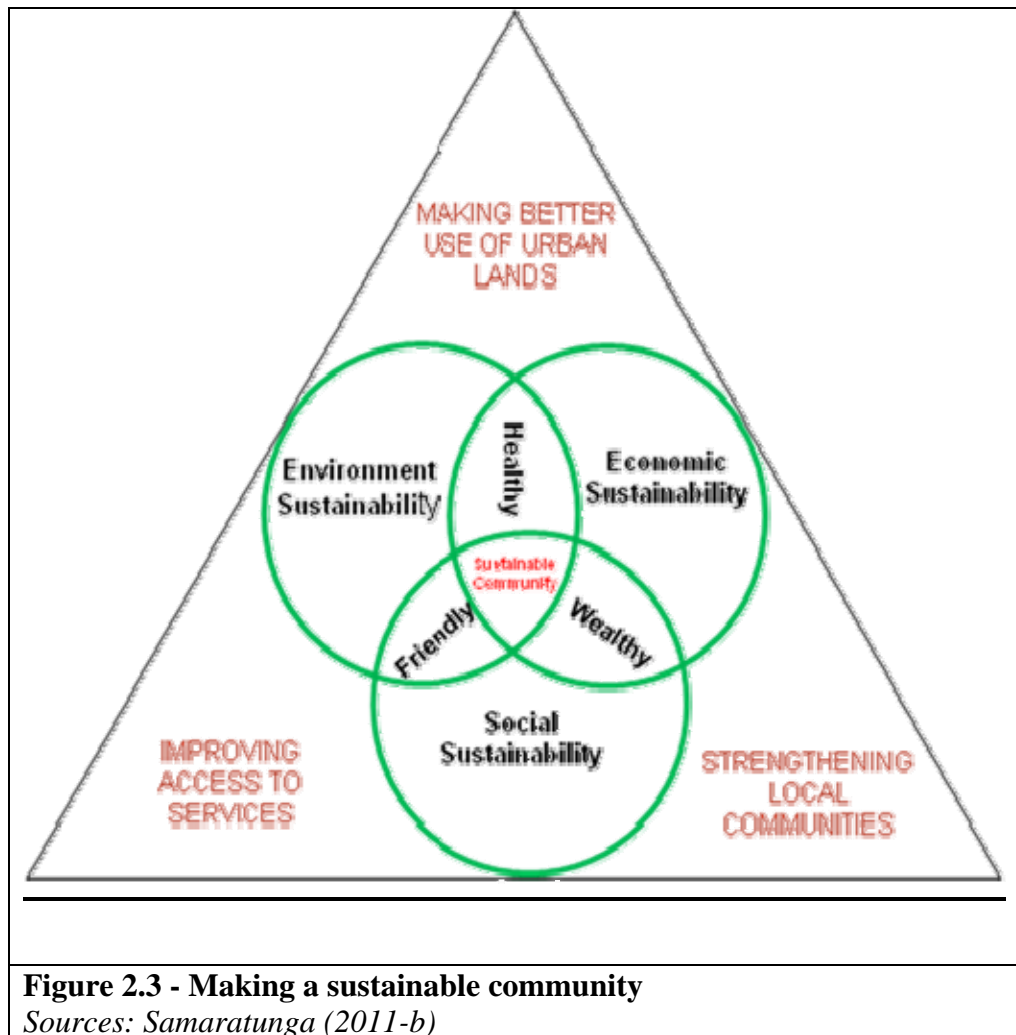 MAKING BETTER
USE OF URBAN
LANDS
Healthy
Environment
Sustainability
Economic
Sustainability
Sustainable
Community
Friendly
Wealthy
Social
Sustainability
IMPROVING
ACCESS TO
SERVICES
STRENGTHENING
LOCAL
COMMUNITIES
Figure 2.3 - Making a sustainable community
Sources: Samaratunga (2011-b)